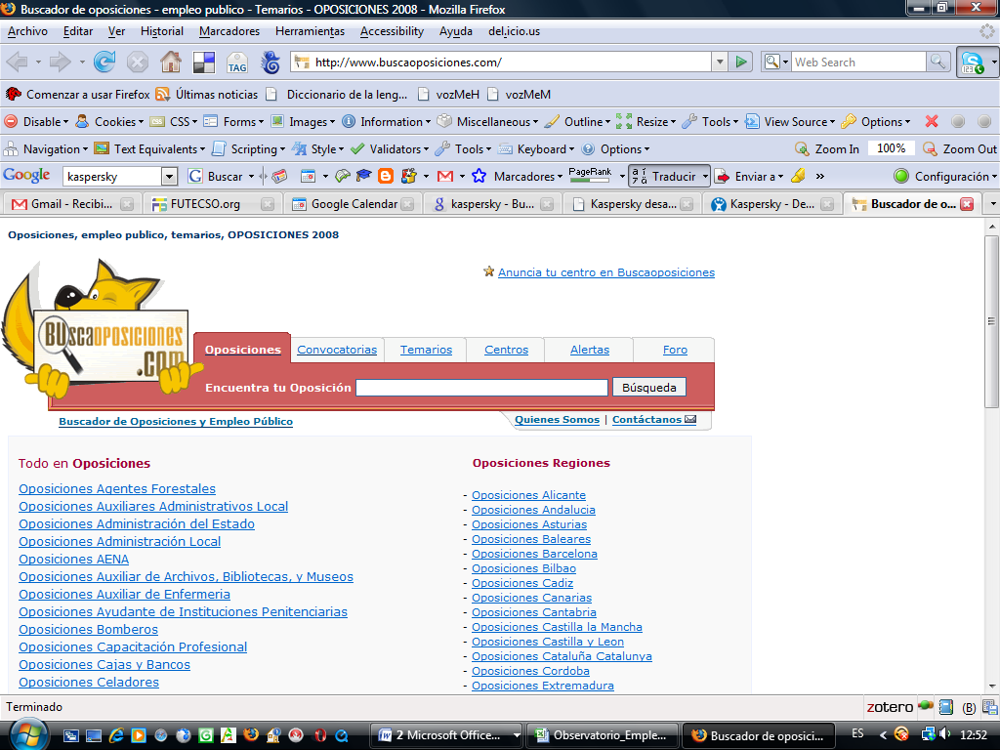 Buscador de oposiciones - empleo publico - Temarios - OPOSICIONES 2008 - Mozilla Firefox
Archivo Editar Ver Historial Marcadores Herramientas Accessibility Ayuda del.icio.us
TAG http://www.buscaoposiciones.com/ Web Search 123
Comenzar a usar Firefox Últimas noticias Diccionario de la leng... vozMeH vozMeM
Disable Cookies CSS Forms Images Information Miscellaneous Outline Resize Tools View Source Options
Navigation Text Equivalents Scripting Style Validators Tools Keyboard Options Zoom In 100% Zoom Out
Google kaspersky G Buscar Marcadores PageRank Traducir Enviar a » Configuración
Gmail - Recibi... FUTECSO.org Google Calendar kaspersky - Bu... Kaspersky desa... Kaspersky - De... Buscador de o...
Oposiciones, empleo publico, temarios, OPOSICIONES 2008
Anuncia tu centro en Buscaoposiciones
BUscaoposiciones
.com
Oposiciones Convocatorias Temarios Centros Alertas Foro
Encuentra tu Oposición Búsqueda
Buscador de Oposiciones y Empleo Público
Quienes Somos | Contáctanos
Todo en Oposiciones
Oposiciones Agentes Forestales
Oposiciones Auxiliares Administrativos Local
Oposiciones Administración del Estado
Oposiciones Administración Local
Oposiciones AENA
Oposiciones Auxiliar de Archivos, Bibliotecas, y Museos
Oposiciones Auxiliar de Enfermeria
Oposiciones Ayudante de Instituciones Penitenciarias
Oposiciones Bomberos
Oposiciones Capacitación Profesional
Oposiciones Cajas y Bancos
Oposiciones Celadores
Oposiciones Regiones
- Oposiciones Alicante
- Oposiciones Andalucia
- Oposiciones Asturias
- Oposiciones Baleares
- Oposiciones Barcelona
- Oposiciones Bilbao
- Oposiciones Cadiz
- Oposiciones Canarias
- Oposiciones Cantabria
- Oposiciones Castilla la Mancha
- Oposiciones Castilla y Leon
- Oposiciones Cataluña Catalunya
- Oposiciones Cordoba
- Oposiciones Extremadura
Terminado zotero (B)
2 Microsoft Office... Observatorio_Emple... Buscador de oposici... ES 12:52